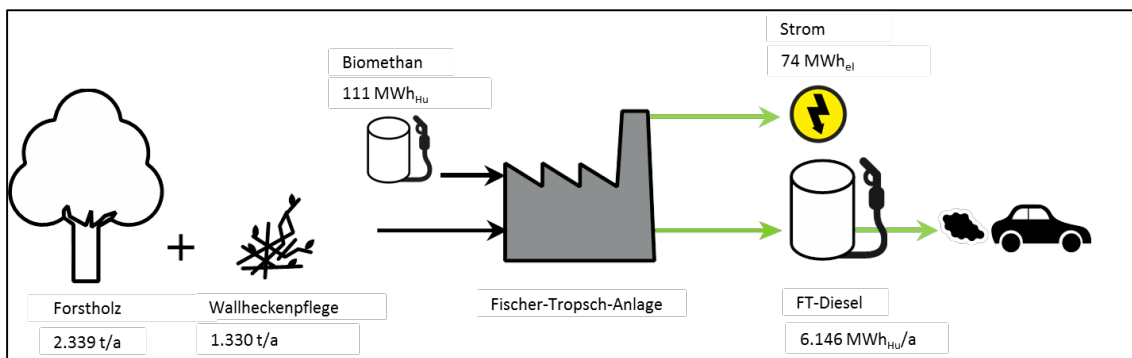 Strom
74 MWhel
Biomethan
111 MWhHu
Forstholz
2.339 t/a
Wallheckenpflege
1.330 t/a
Fischer-Tropsch-Anlage
FT-Diesel
6.146 MWhHu/a